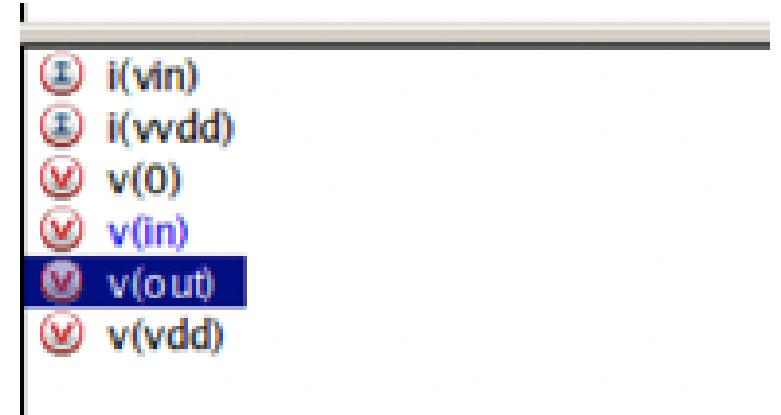 I i(vin)
I i(vvdd)
V v(0)
V v(in)
V v(out)
V v(vdd)